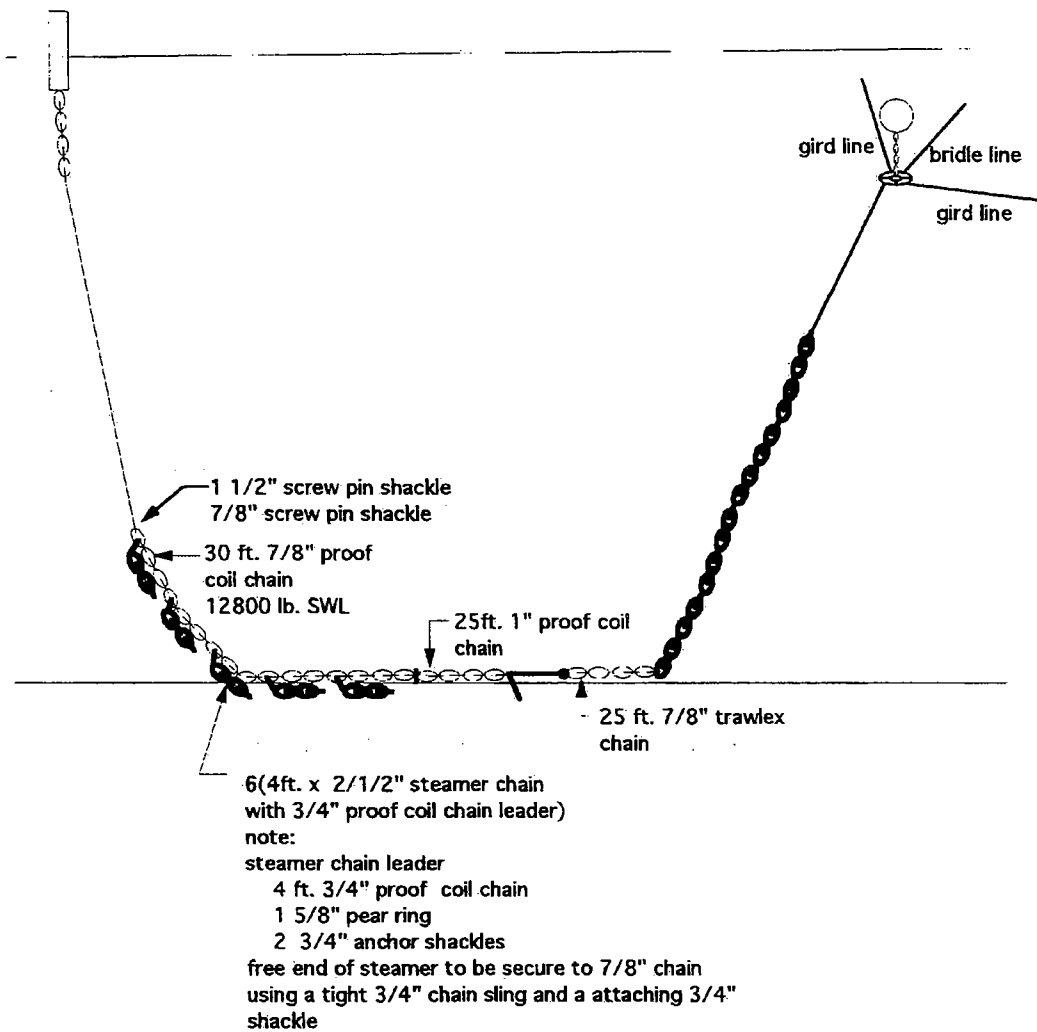 gird line
bridle line
gird line
1 1/2" screw pin shackle
7/8" screw pin shackle
30 ft. 7/8" proof
coil chain
12800 lb. SWL
25ft. 1" proof coil
chain
25 ft. 7/8" trawlex
chain
6(4ft. x 2/1/2" steamer chain
with 3/4" proof coil chain leader)
note:
steamer chain leader
4 ft. 3/4" proof coil chain
1 5/8" pear ring
2 3/4" anchor shackles
free end of steamer to be secure to 7/8" chain
using a tight 3/4" chain sling and a attaching 3/4"
shackle